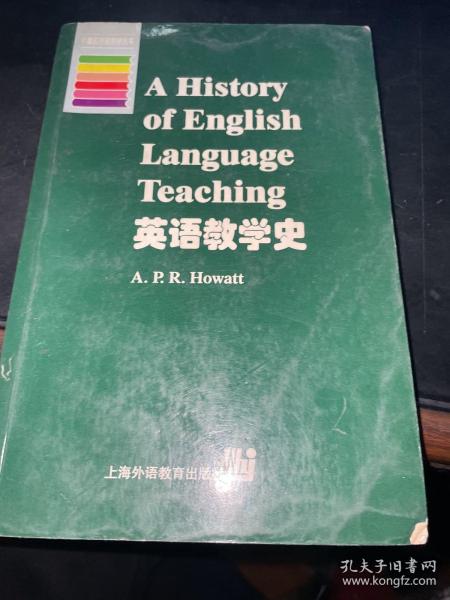 A History
of English
Language
Teaching
英语教学史
A. P. R. Howatt
上海外语教育出版社
孔夫子旧书网
www.kongfz.com